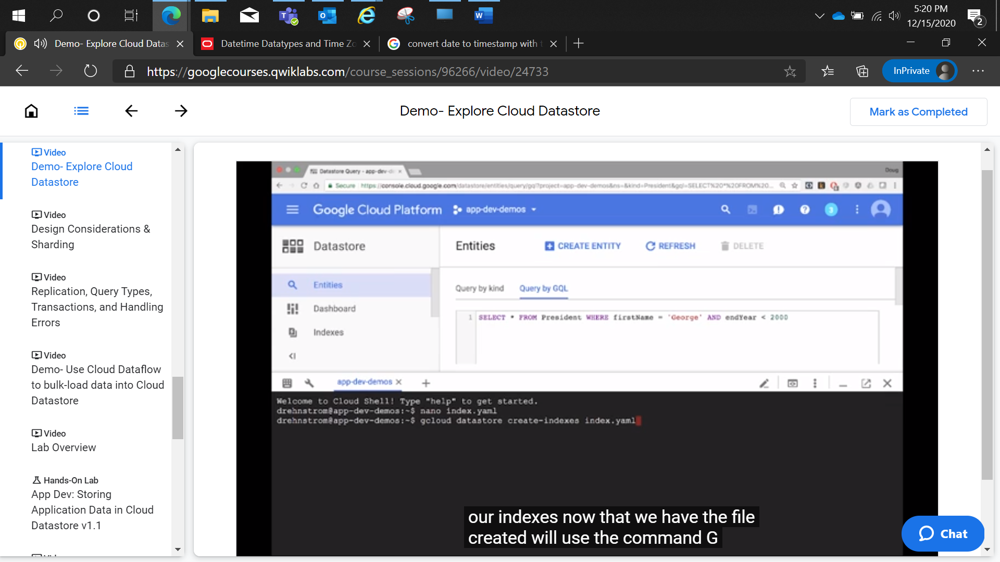 5:20 PM
12/15/2020
2
Demo- Explore Cloud Datas
Datetime Datatypes and Time Zo
convert date to timestamp with t
https://googlecourses.qwiklabs.com/course_sessions/96266/video/24733
InPrivate
Demo- Explore Cloud Datastore
Mark as Completed
Video
Demo- Explore Cloud
Datastore
Video
Design Considerations &
Sharding
Video
Replication, Query Types,
Transactions, and Handling
Errors
Video
Demo- Use Cloud Dataflow
to bulk-load data into Cloud
Datastore
Video
Lab Overview
Hands-On Lab
App Dev: Storing
Application Data in Cloud
Datastore v1.1
Datastore Query - app-dev-d
Doug
Secure https://console.cloud.google.com/datastore/entities/query/gql?project=app-dev-demos&ns=&kind=President&gql=SELECT%20*%20FROM%20...
Google Cloud Platform app-dev-demos
3
Datastore
Entities CREATE ENTITY REFRESH DELETE
Entities
Dashboard
Indexes
Query by kind Query by GQL
1 SELECT * FROM President WHERE firstName = 'George' AND endYear < 2000
app-dev-demos
Welcome to Cloud Shell! Type "help" to get started.
drehnstrom@app-dev-demos:~$ nano index.yaml
drehnstrom@app-dev-demos:~$ gcloud datastore create-indexes index.yaml
our indexes now that we have the file
created will use the command G
Chat